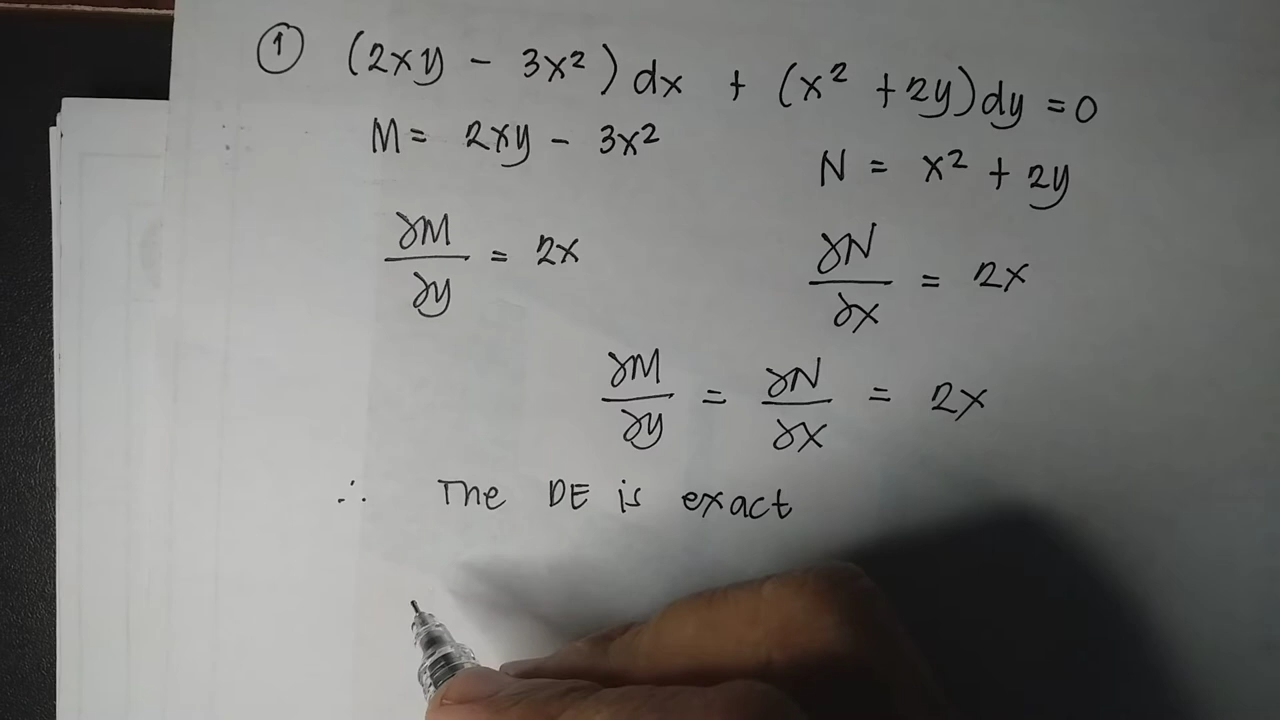 ① (2xy - 3x²) dx + (x² + 2y) dy = 0
M = 2xy - 3x²
N = x² + 2y
∂M/∂y = 2x
∂N/∂x = 2x
∂M/∂y = ∂N/∂x = 2x
∴ The DE is exact